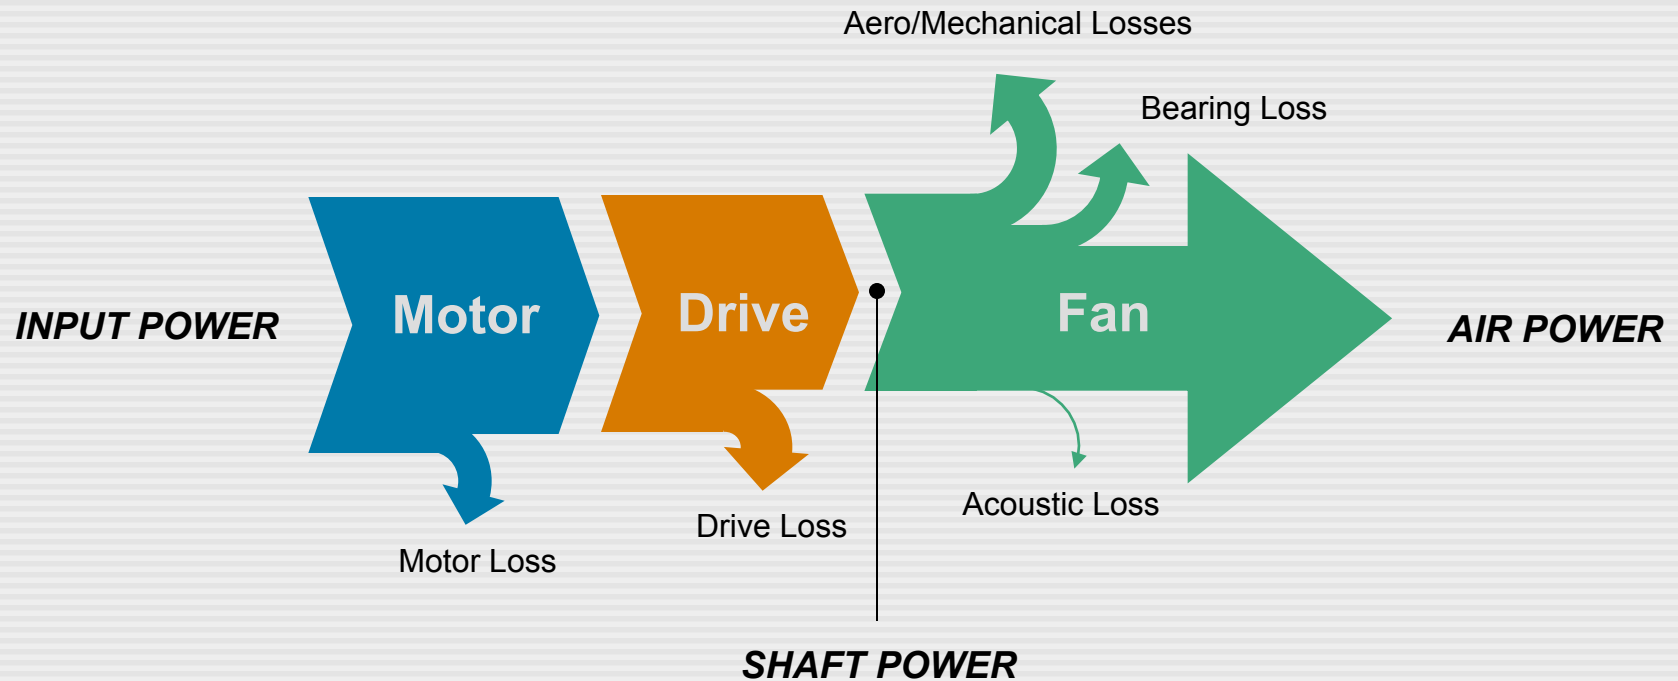 Aero/Mechanical Losses
Bearing Loss
INPUT POWER
Motor
Drive
Fan
AIR POWER
Motor Loss
Drive Loss
Acoustic Loss
SHAFT POWER